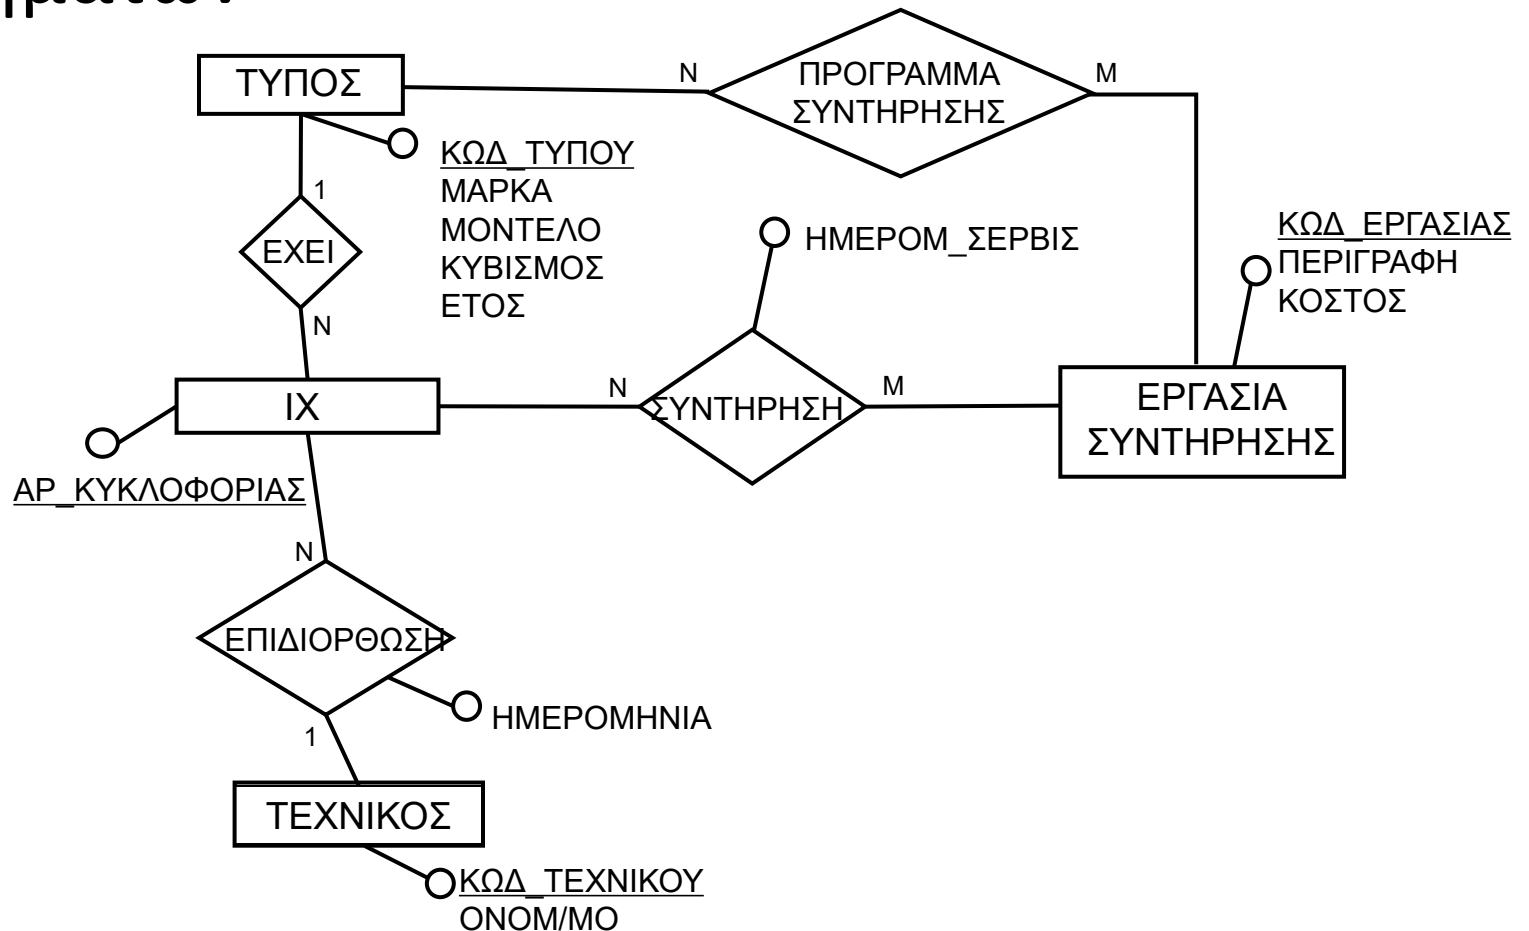 ΤΥΠΟΣ
Ν
ΠΡΟΓΡΑΜΜΑ
ΣΥΝΤΗΡΗΣΗΣ
Μ
ΚΩΔ_ΤΥΠΟΥ
ΜΑΡΚΑ
ΜΟΝΤΕΛΟ
ΚΥΒΙΣΜΟΣ
ΕΤΟΣ
1
ΕΧΕΙ
Ν
ΗΜΕΡΟΜ_ΣΕΡΒΙΣ
ΚΩΔ_ΕΡΓΑΣΙΑΣ
ΠΕΡΙΓΡΑΦΗ
ΚΟΣΤΟΣ
ΙΧ
Ν
ΣΥΝΤΗΡΗΣΗ
Μ
ΕΡΓΑΣΙΑ
ΣΥΝΤΗΡΗΣΗΣ
ΑΡ_ΚΥΚΛΟΦΟΡΙΑΣ
Ν
ΕΠΙΔΙΟΡΘΩΣΗ
ΗΜΕΡΟΜΗΝΙΑ
1
ΤΕΧΝΙΚΟΣ
ΚΩΔ_ΤΕΧΝΙΚΟΥ
ΟΝΟΜ/ΜΟ